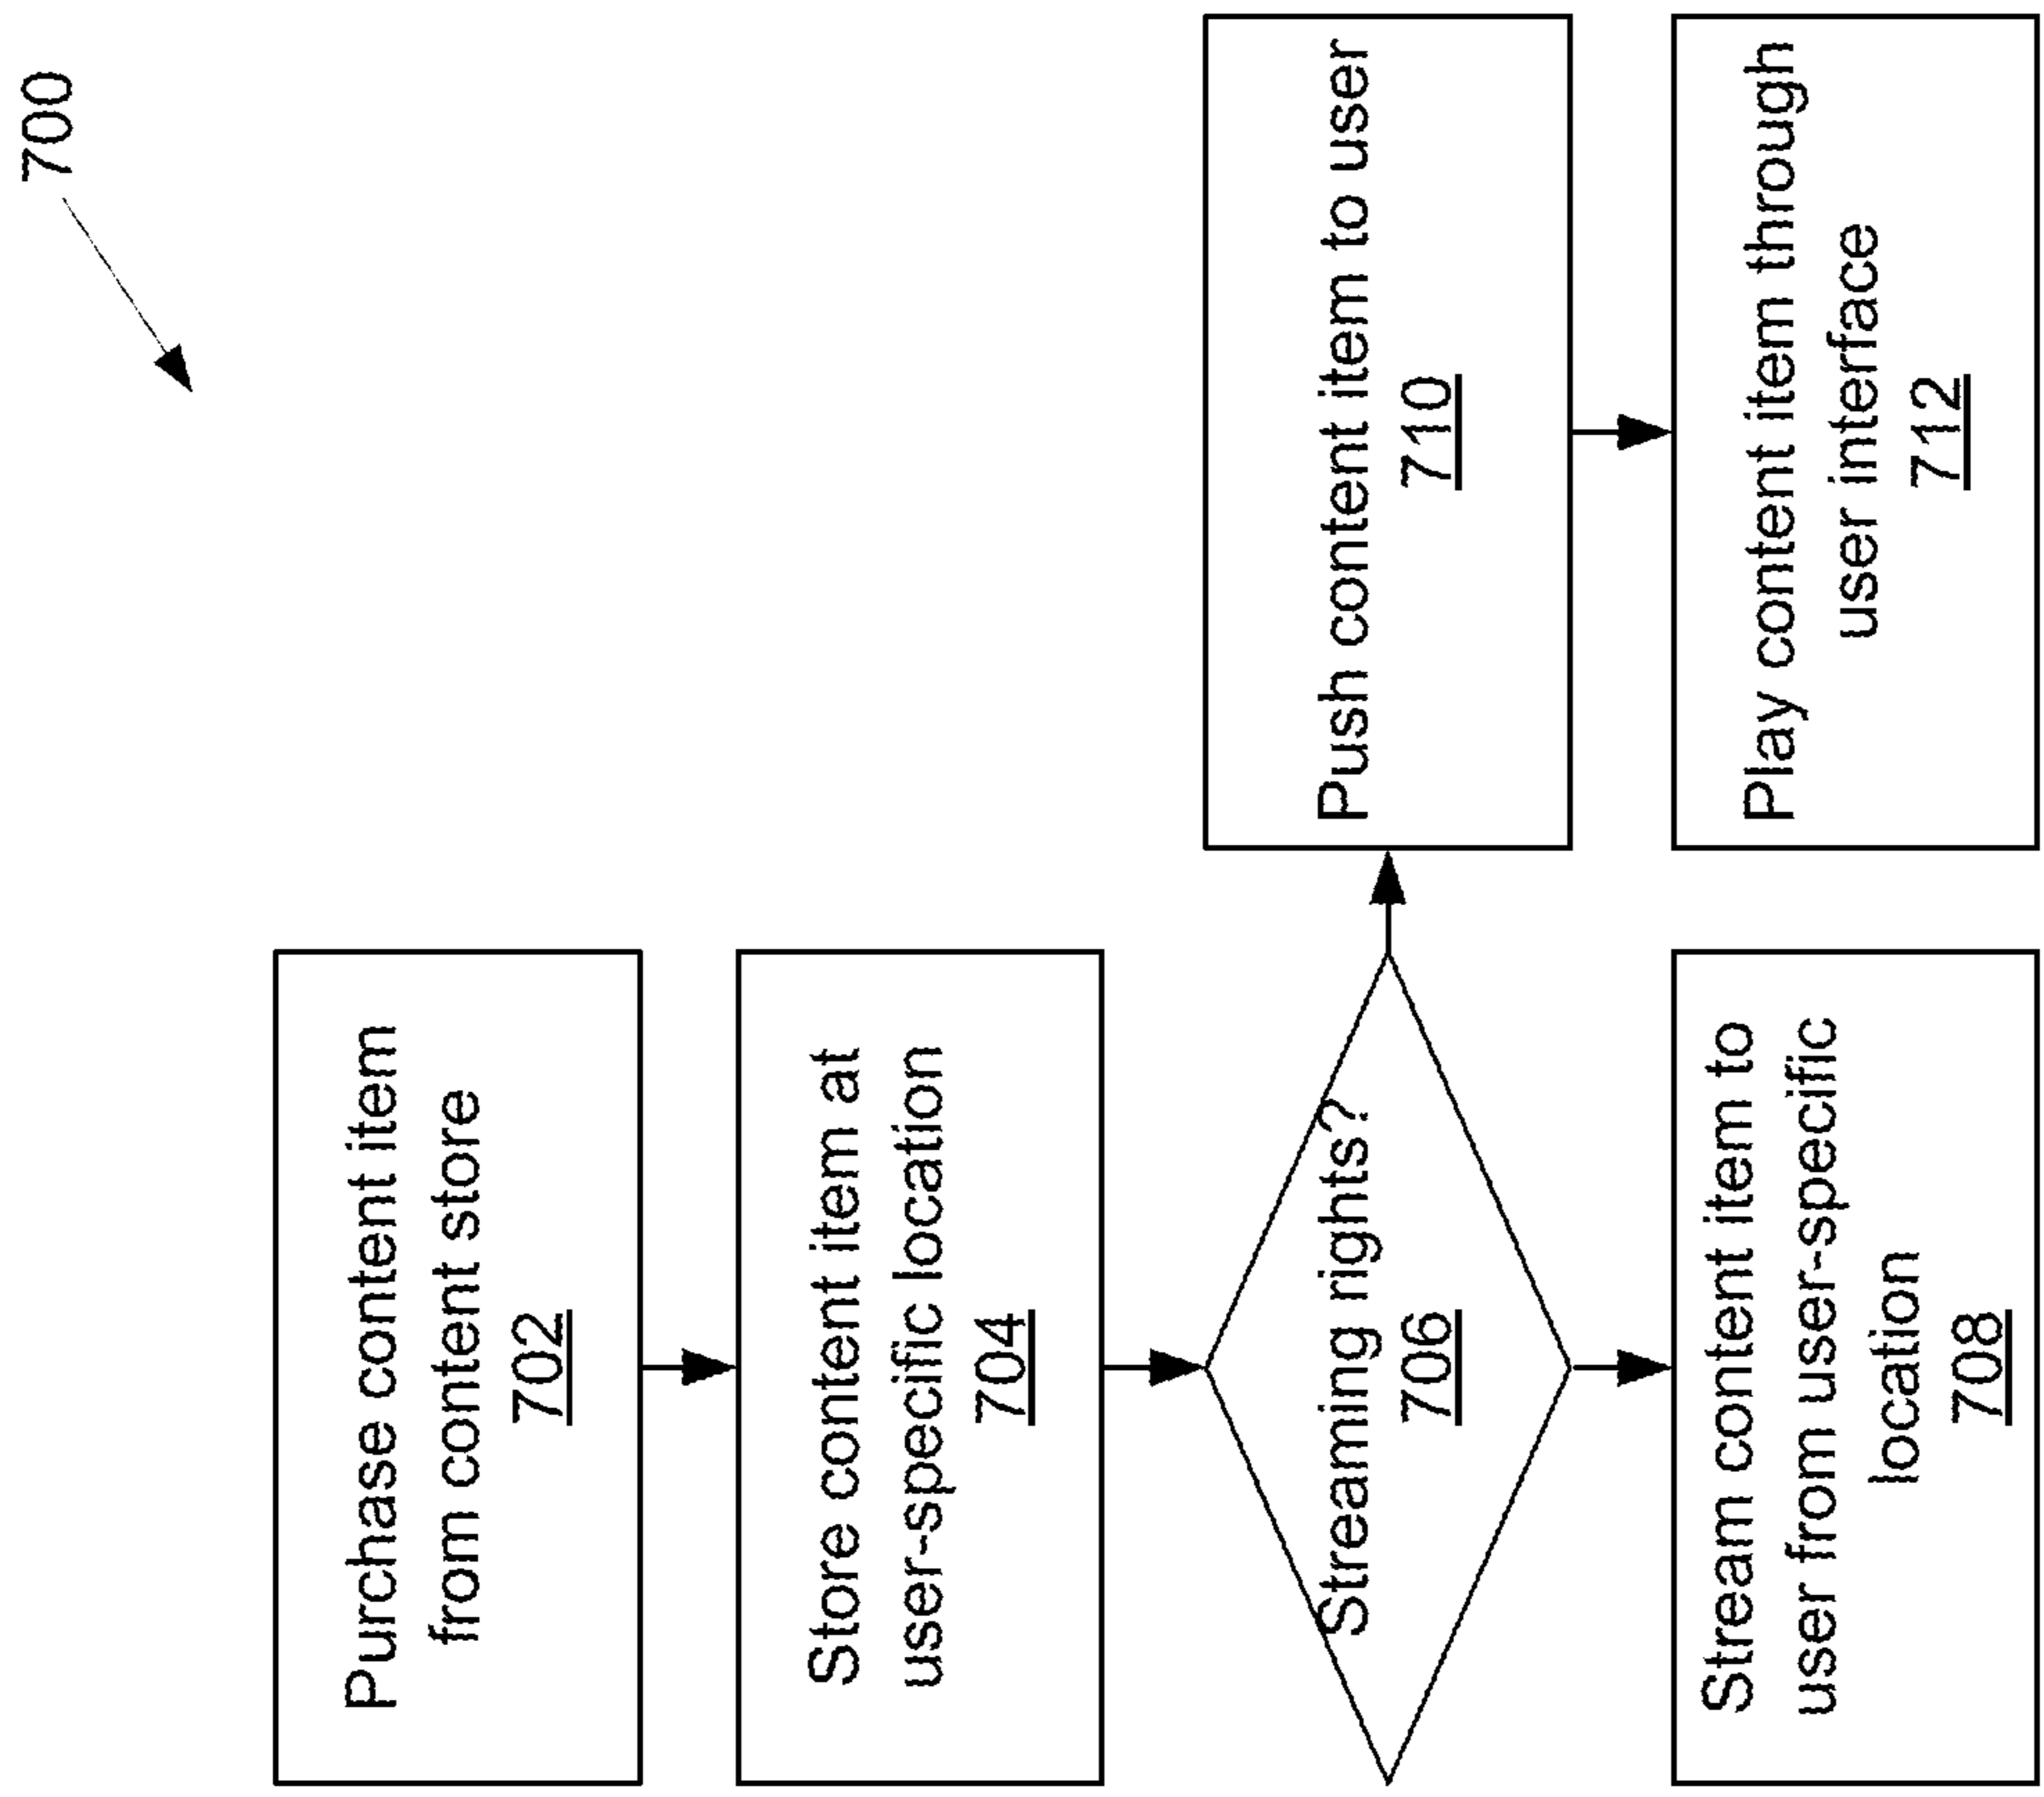 700
Purchase content item
from content store
702
Store content item at
user-specific location
704
Streaming rights?
706
Stream content item to
user from user-specific
location
708
Push content item to user
710
Play content item through
user interface
712